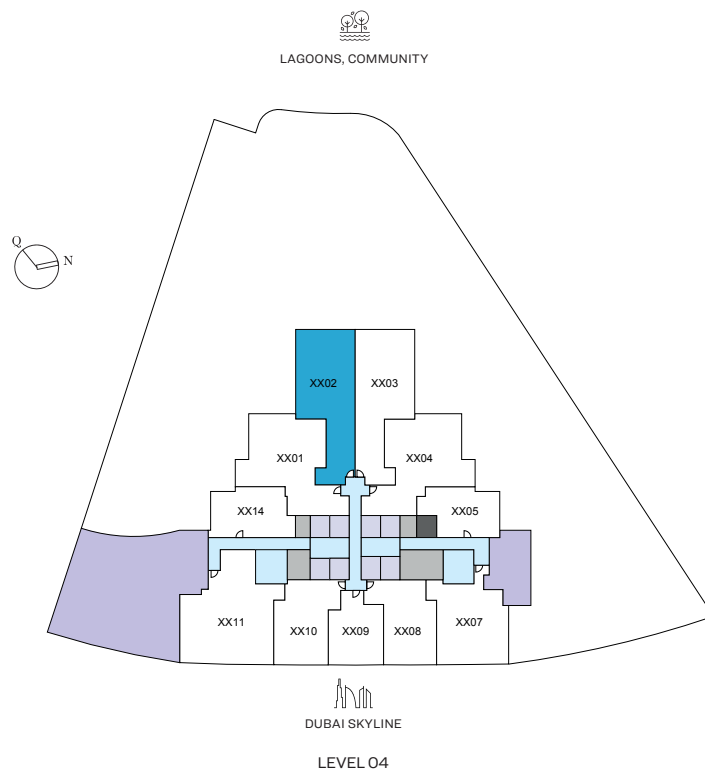 LAGOONS, COMMUNITY
Q
N
XX02
XX03
XX01
XX04
XX14
XX05
XX11
XX10
XX09
XX08
XX07
DUBAI SKYLINE
LEVEL 04